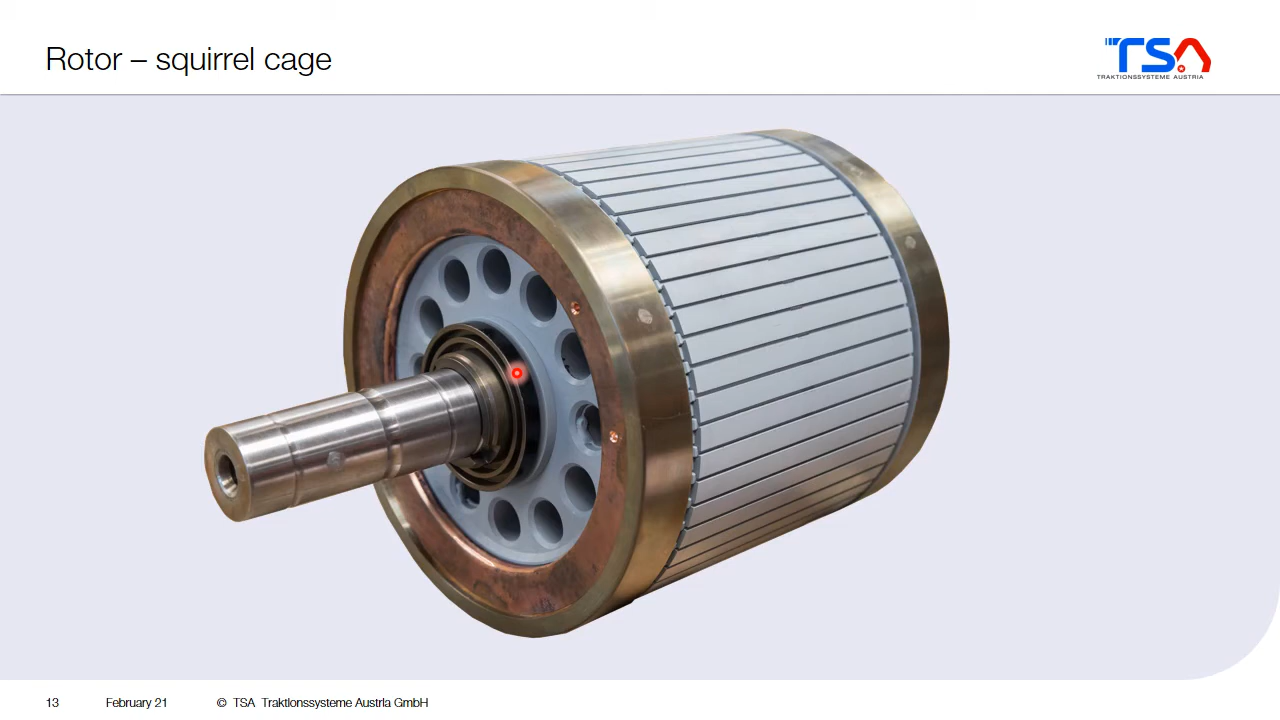 Rotor – squirrel cage
TSA
TRAKTIONSSYSTEME AUSTRIA
13 February 21 © TSA Traktionssysteme Austria GmbH